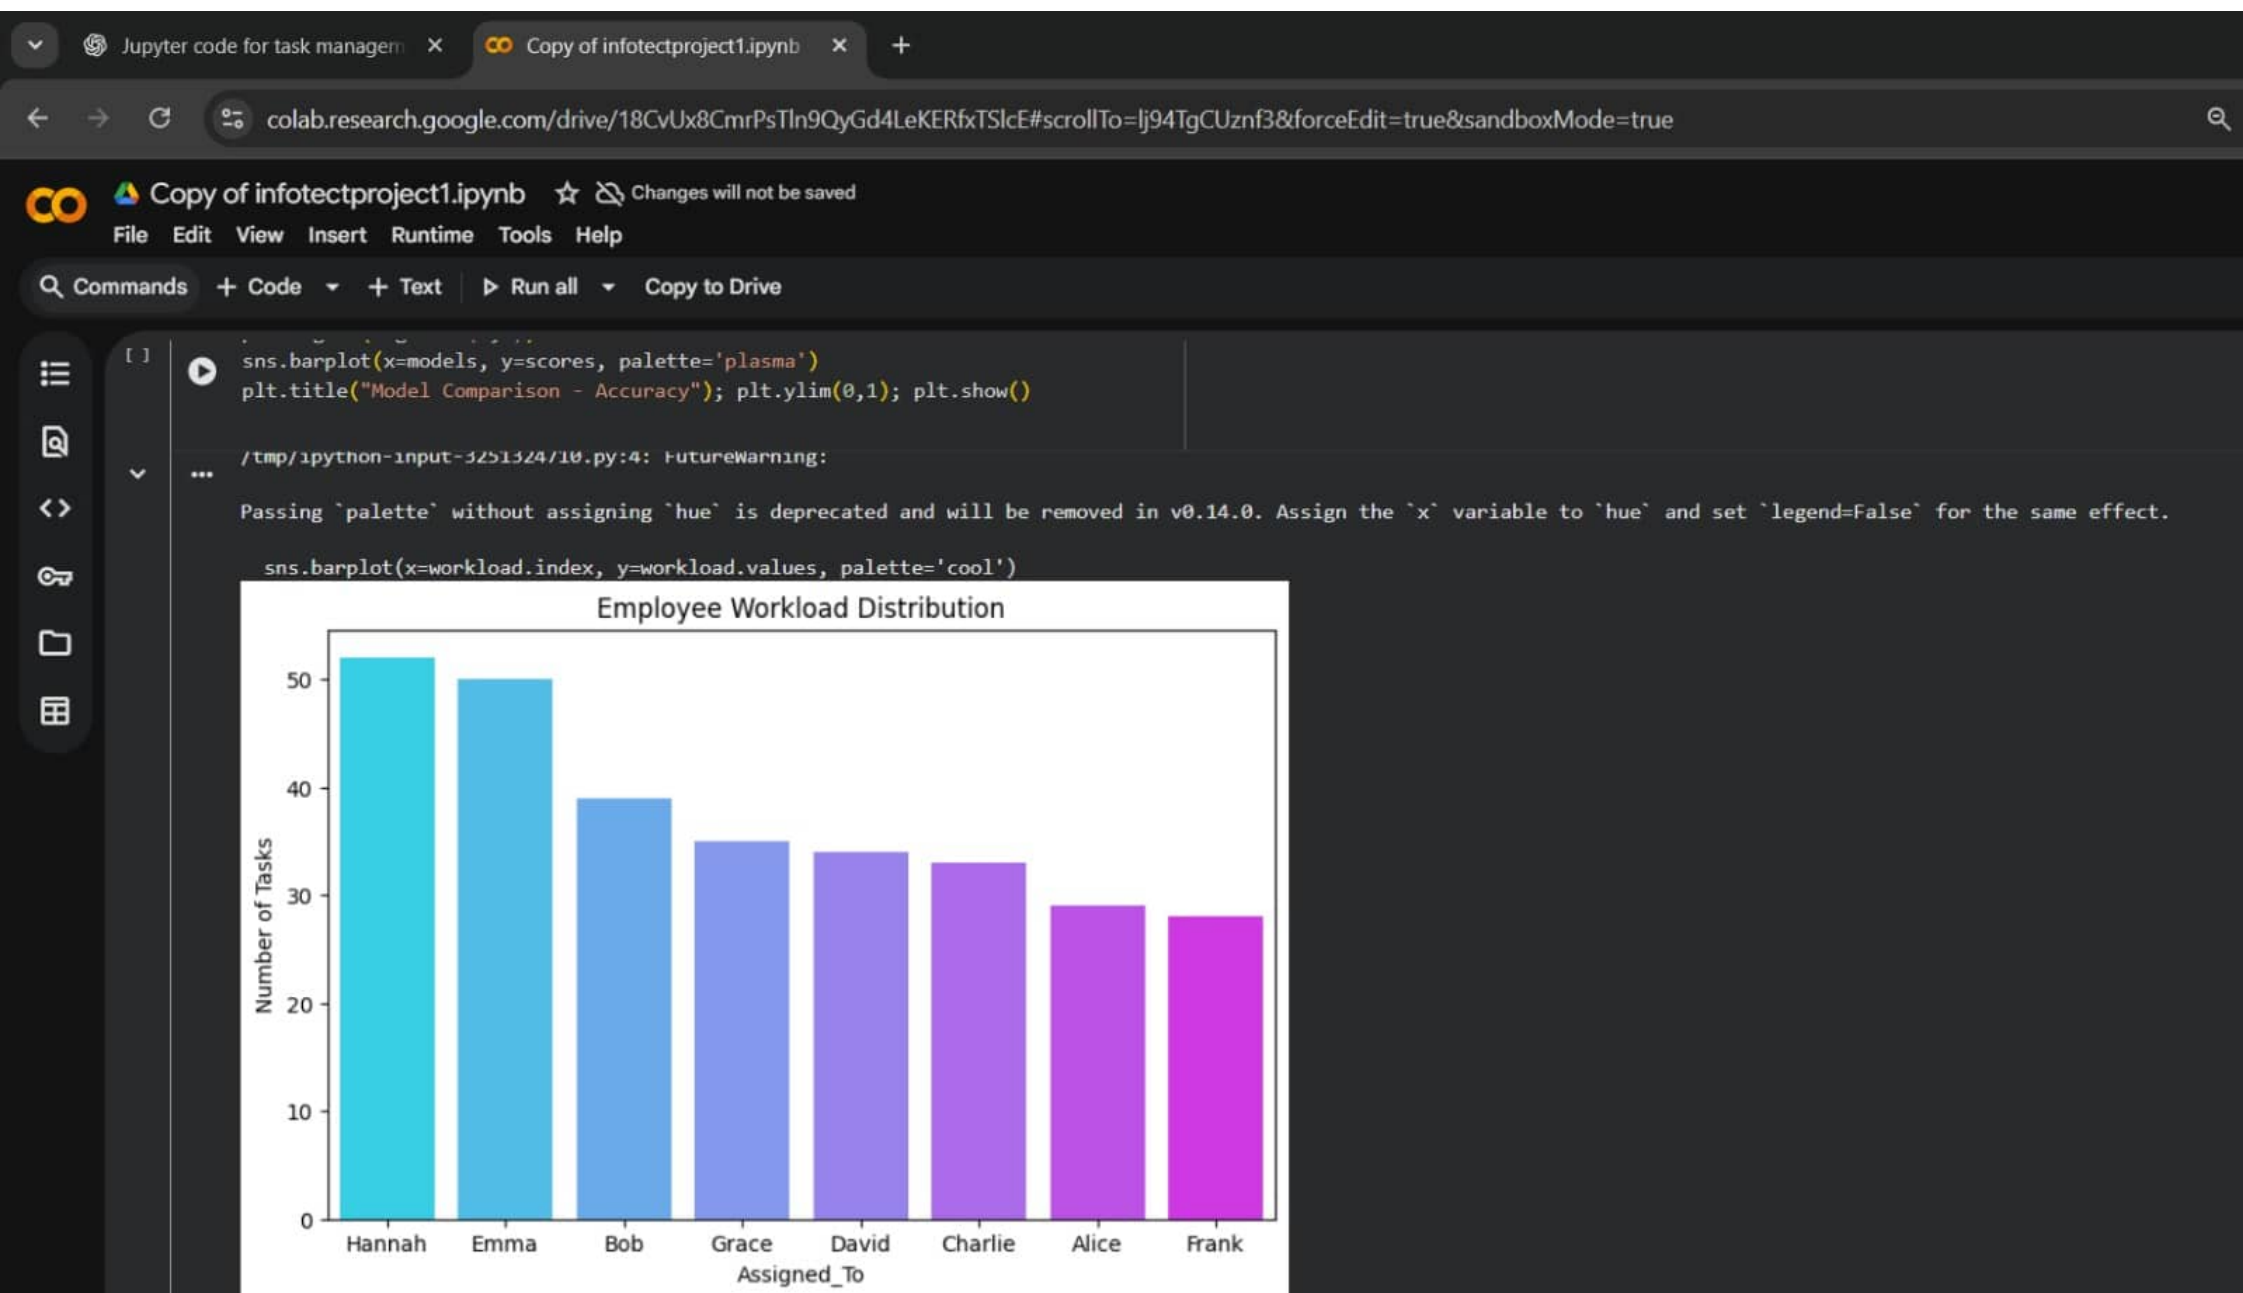 Jupyter code for task managem
Copy of infotectproject1.ipynb
colab.research.google.com/drive/18CvUx8CmrPsTln9QyGd4LeKERfxTSlcE#scrollTo=lj94TgCUznf3&forceEdit=true&sandboxMode=true
Copy of infotectproject1.ipynb Changes will not be saved
File Edit View Insert Runtime Tools Help
Commands + Code + Text Run all Copy to Drive
[ ]
sns.barplot(x=models, y=scores, palette='plasma')
plt.title("Model Comparison - Accuracy"); plt.ylim(0,1); plt.show()
/tmp/ipython-input-3251324710.py:4: FutureWarning:
Passing `palette` without assigning `hue` is deprecated and will be removed in v0.14.0. Assign the `x` variable to `hue` and set `legend=False` for the same effect.
sns.barplot(x=workload.index, y=workload.values, palette='cool')
Employee Workload Distribution
Number of Tasks
50
40
30
20
10
0
Hannah Emma Bob Grace David Charlie Alice Frank
Assigned_To